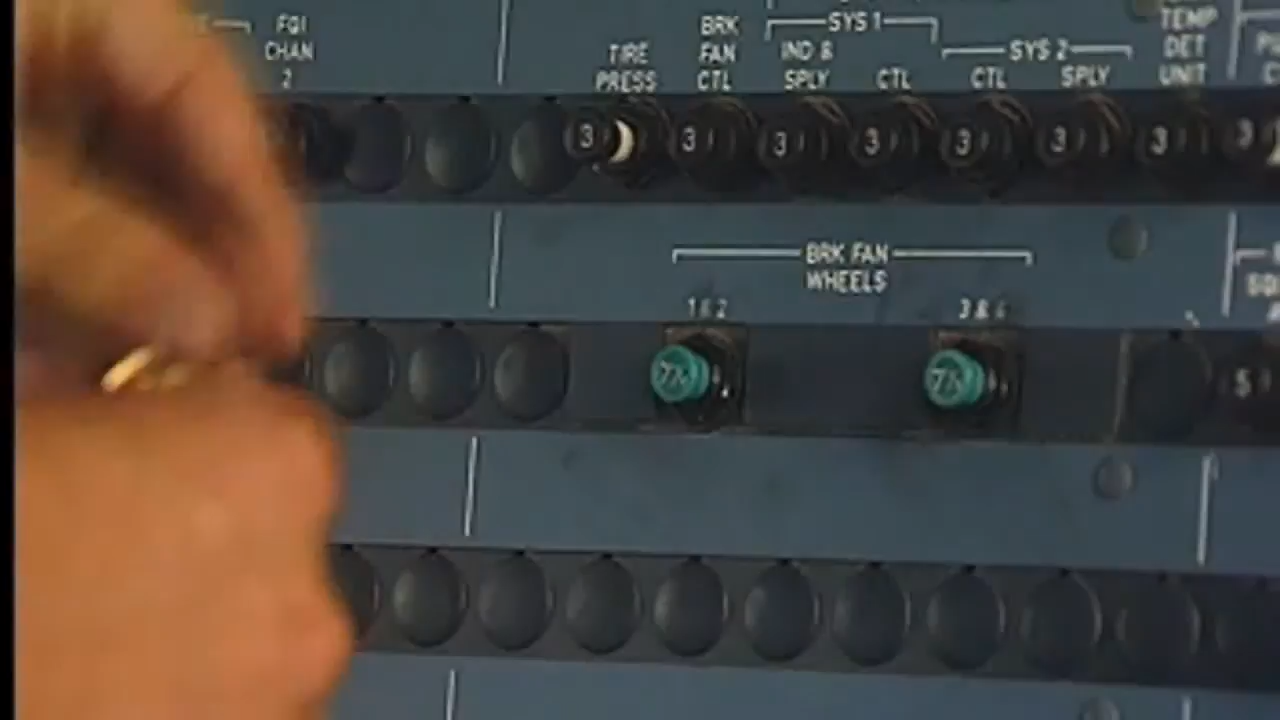 FQI
CHAN
2
TIRE
PRESS
BRK
FAN
CTL
SYS 1
IND &
SPLY
CTL
SYS 2
CTL
SPLY
TEMP
DET
UNIT
3
3
3
3
3
3
3
3
BRK FAN
WHEELS
1 & 2
3 & 4
7½
7½
5